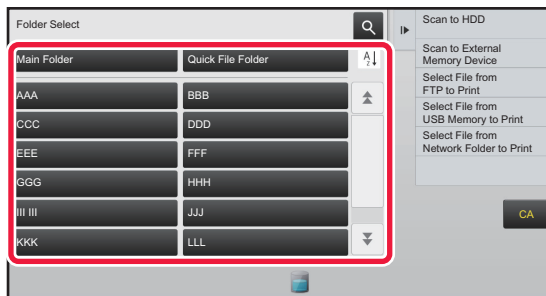 Folder Select
Main Folder
Quick File Folder
A
Z
AAA
BBB
CCC
DDD
EEE
FFF
GGG
HHH
III III
JJJ
KKK
LLL
Scan to HDD
Scan to External
Memory Device
Select File from
FTP to Print
Select File from
USB Memory to Print
Select File from
Network Folder to Print
CA